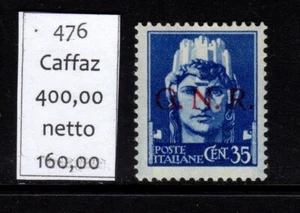 476
Caffaz
400,00
netto
160,00
G. N. R.
POSTE
ITALIANE
CENT. 35